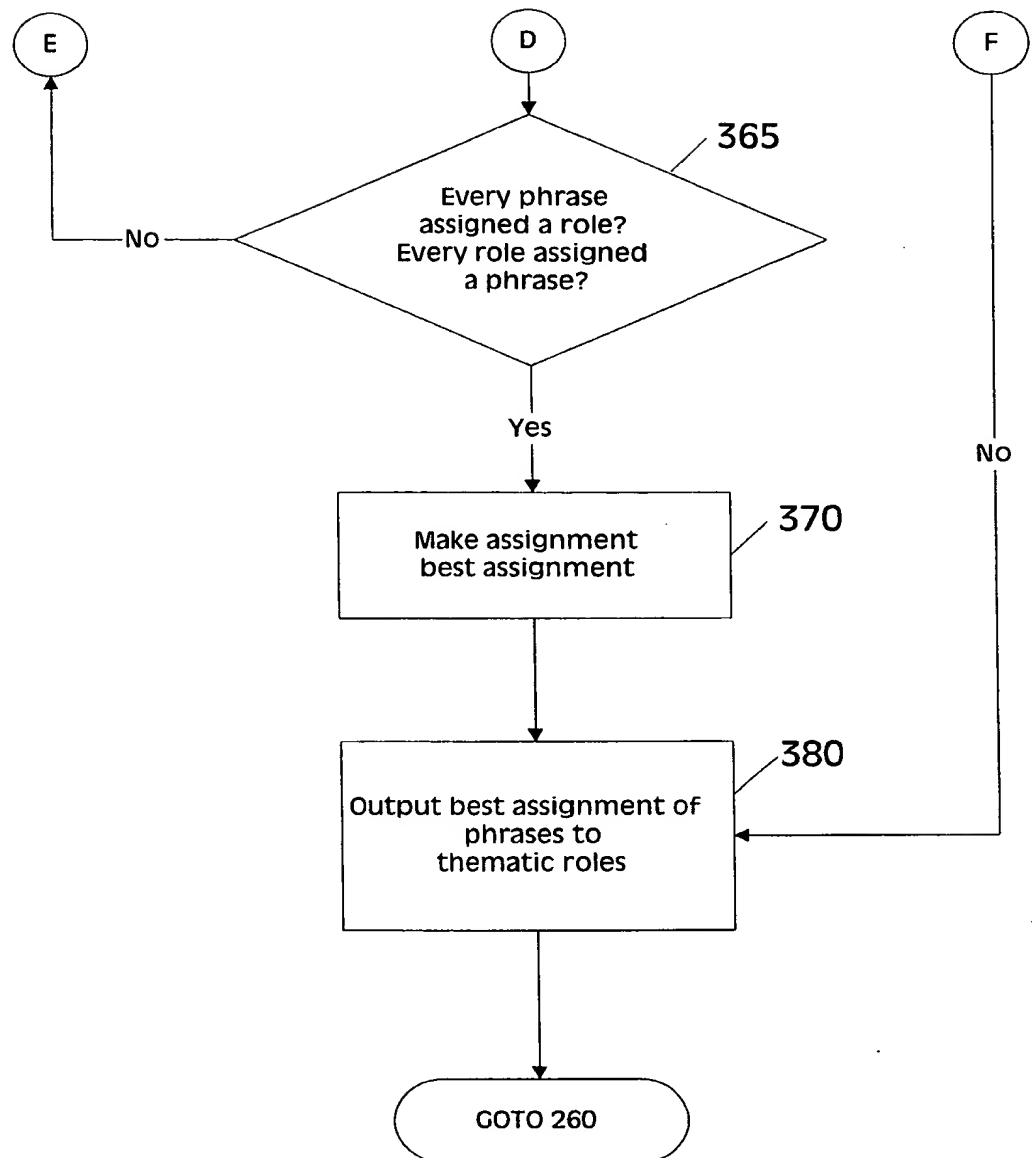 E
D
F
365
Every phrase
assigned a role?
Every role assigned
a phrase?
No
Yes
No
370
Make assignment
best assignment
380
Output best assignment of
phrases to
thematic roles
GOTO 260